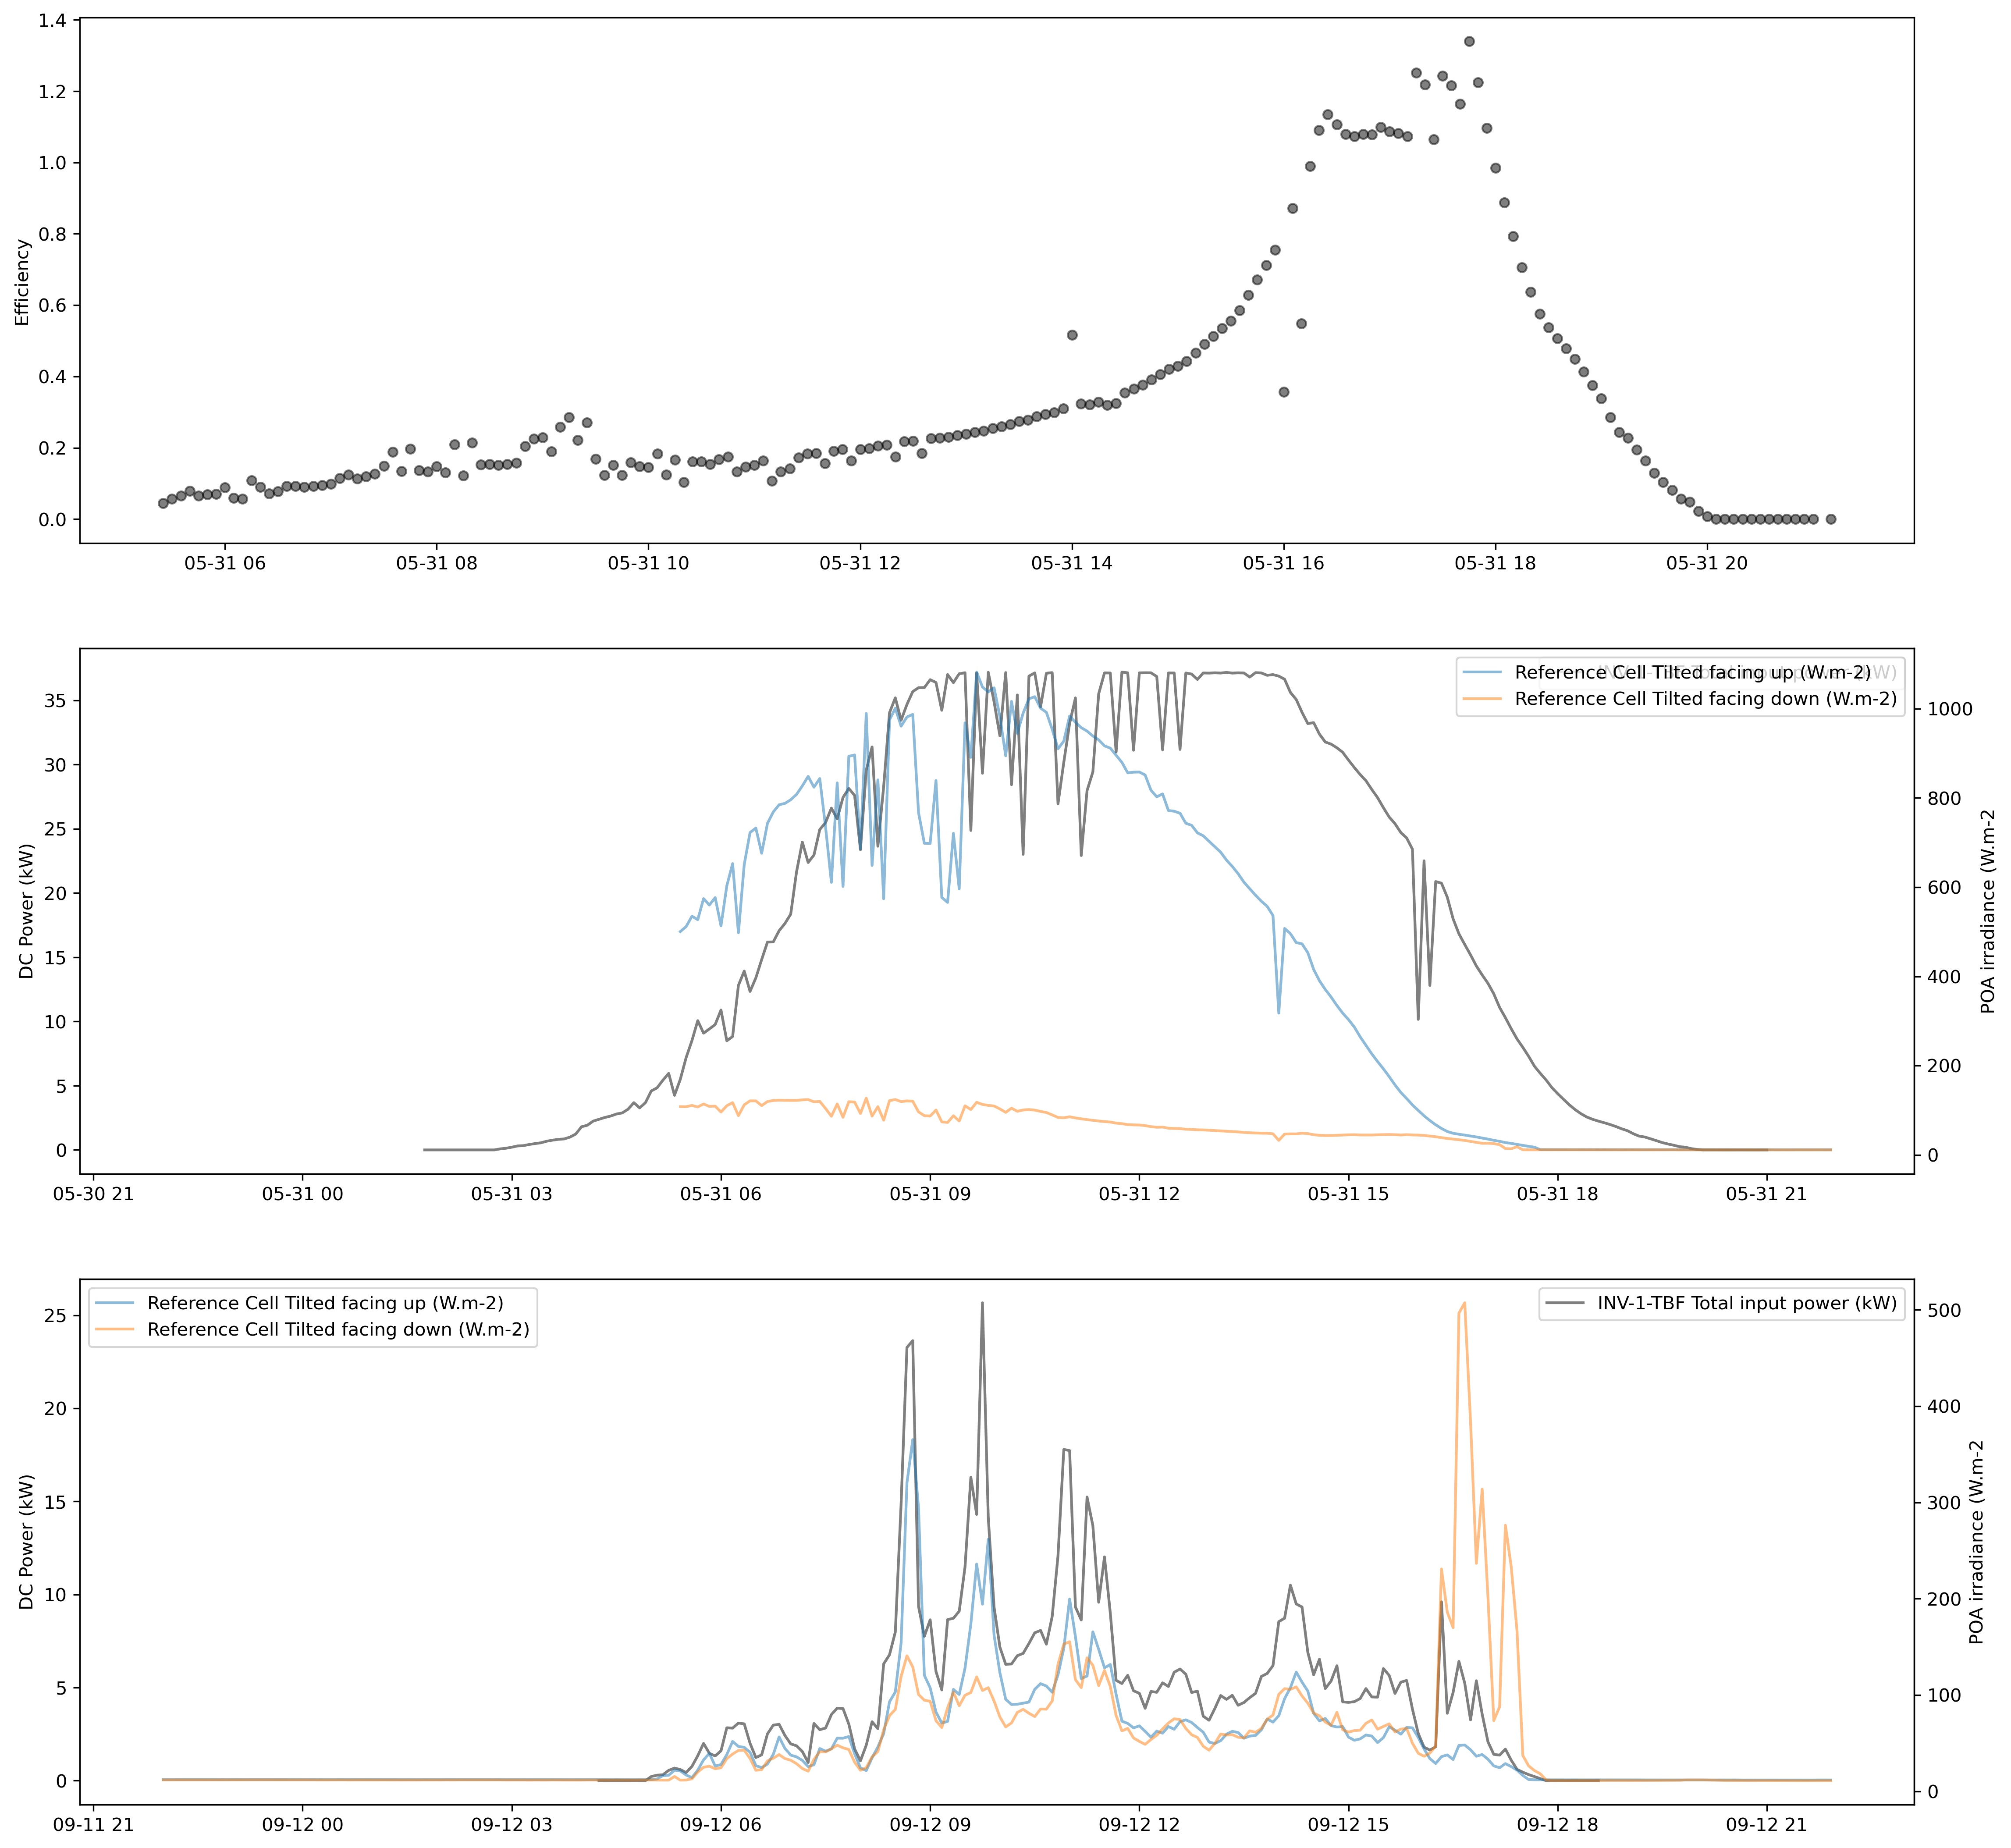 1.4
1.2
1.0
0.8
0.6
0.4
0.2
0.0
Efficiency
05-31 06 05-31 08 05-31 10 05-31 12 05-31 14 05-31 16 05-31 18 05-31 20
Reference Cell Tilted facing up (W.m-2)
Reference Cell Tilted facing down (W.m-2)
35
30
25
20
15
10
5
0
DC Power (kW)
1000
800
600
400
200
0
POA irradiance (W.m-2
05-30 21 05-31 00 05-31 03 05-31 06 05-31 09 05-31 12 05-31 15 05-31 18 05-31 21
Reference Cell Tilted facing up (W.m-2)
Reference Cell Tilted facing down (W.m-2)
INV-1-TBF Total input power (kW)
25
20
15
10
5
0
DC Power (kW)
500
400
300
200
100
0
POA irradiance (W.m-2
09-11 21 09-12 00 09-12 03 09-12 06 09-12 09 09-12 12 09-12 15 09-12 18 09-12 21